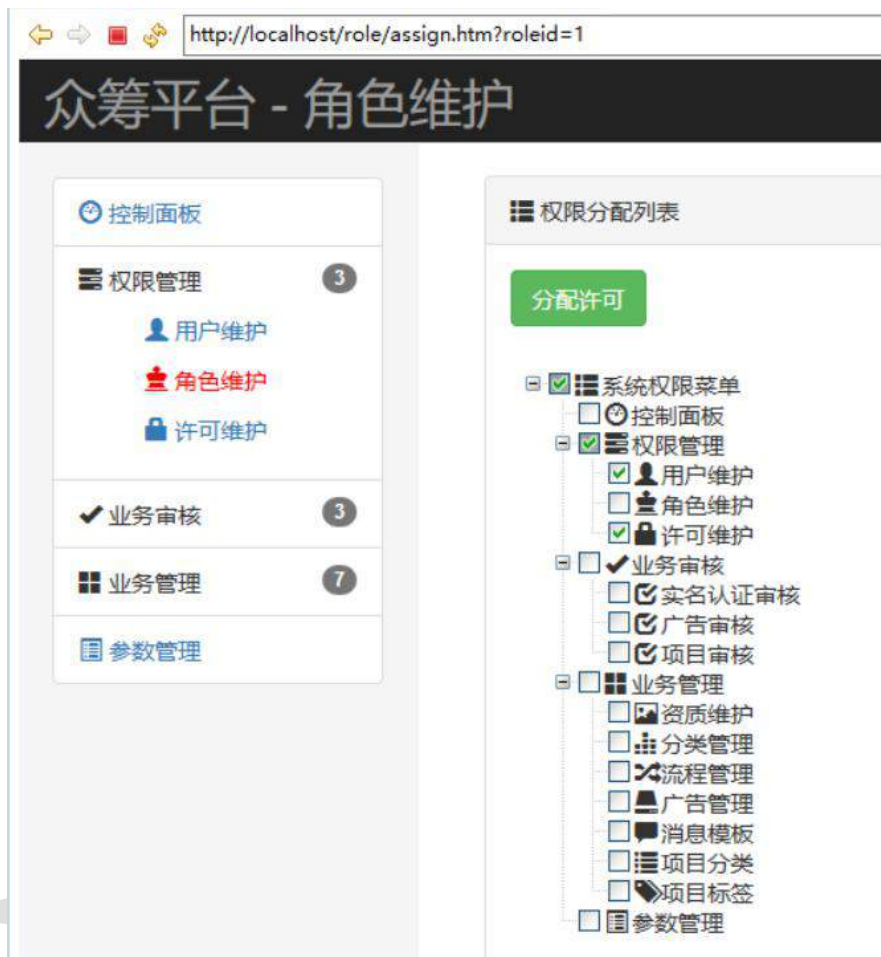 http://localhost/role/assign.htm?roleid=1
众筹平台 - 角色维护
控制面板
权限管理 3
用户维护
角色维护
许可维护
业务审核 3
业务管理 7
参数管理
权限分配列表
分配许可
系统权限菜单
控制面板
权限管理
用户维护
角色维护
许可维护
业务审核
实名认证审核
广告审核
项目审核
业务管理
资质维护
分类管理
流程管理
广告管理
消息模板
项目分类
项目标签
参数管理